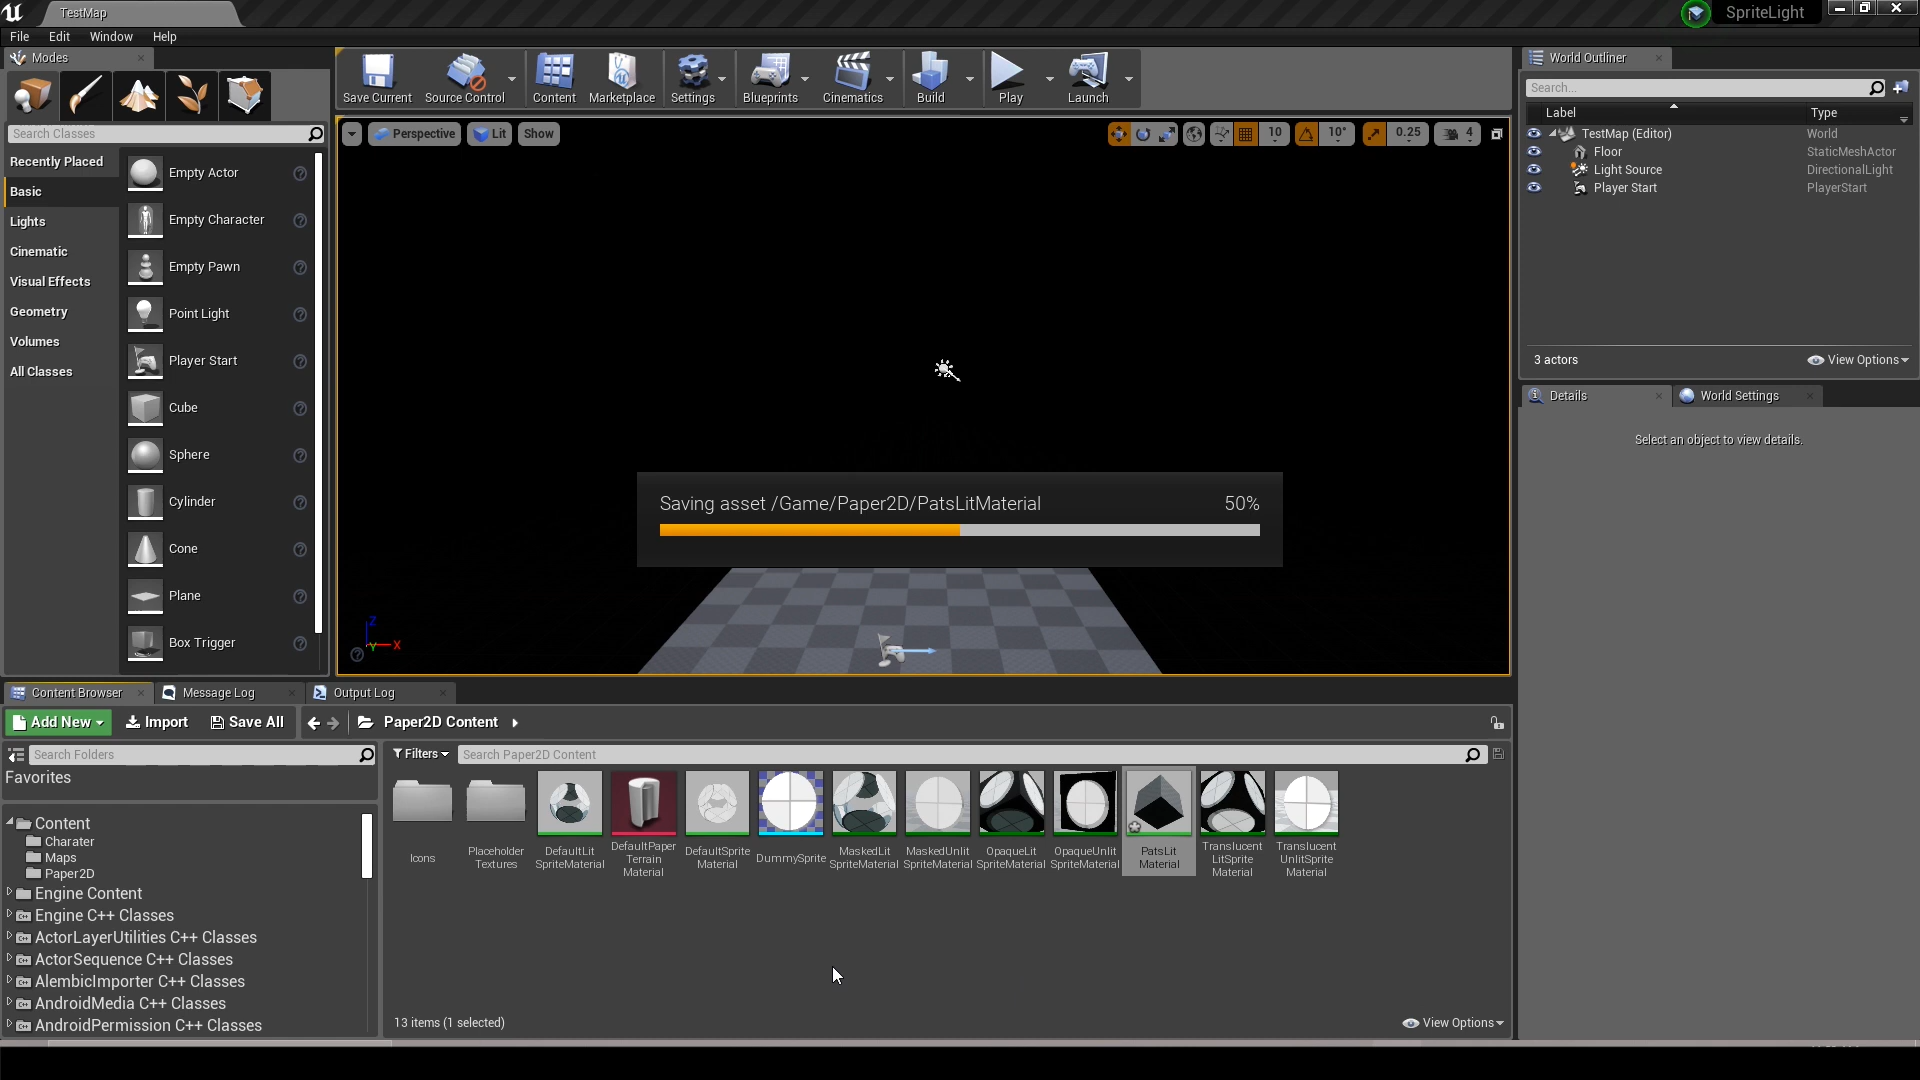 TestMap
SpriteLight
File Edit Window Help
Modes
Save Current
Source Control
Content
Marketplace
Settings
Blueprints
Cinematics
Build
Play
Launch
World Outliner
Search...
Label
Type
TestMap (Editor) World
Floor StaticMeshActor
Light Source DirectionalLight
Player Start PlayerStart
3 actors
View Options
Details
World Settings
Select an object to view details.
Search Classes
Recently Placed
Basic
Lights
Cinematic
Visual Effects
Geometry
Volumes
All Classes
Empty Actor
Empty Character
Empty Pawn
Point Light
Player Start
Cube
Sphere
Cylinder
Cone
Plane
Box Trigger
Perspective
Lit
Show
10
10°
0.25
4
Saving asset /Game/Paper2D/PatsLitMaterial 50%
Z
X
Y
Content Browser
Message Log
Output Log
Add New
Import
Save All
Paper2D Content
Search Folders
Favorites
Content
Charater
Maps
Paper2D
Engine Content
Engine C++ Classes
ActorLayerUtilities C++ Classes
ActorSequence C++ Classes
AlembicImporter C++ Classes
AndroidMedia C++ Classes
AndroidPermission C++ Classes
Filters
Search Paper2D Content
Icons
Placeholder
Textures
DefaultLit
SpriteMaterial
DefaultPaper
Terrain
Material
DefaultSprite
Material
DummySprite
MaskedLit
SpriteMaterial
MaskedUnlit
SpriteMaterial
OpaqueLit
SpriteMaterial
OpaqueUnlit
SpriteMaterial
PatsLit
Material
Translucent
LitSprite
Material
Translucent
UnlitSprite
Material
13 items (1 selected)
View Options